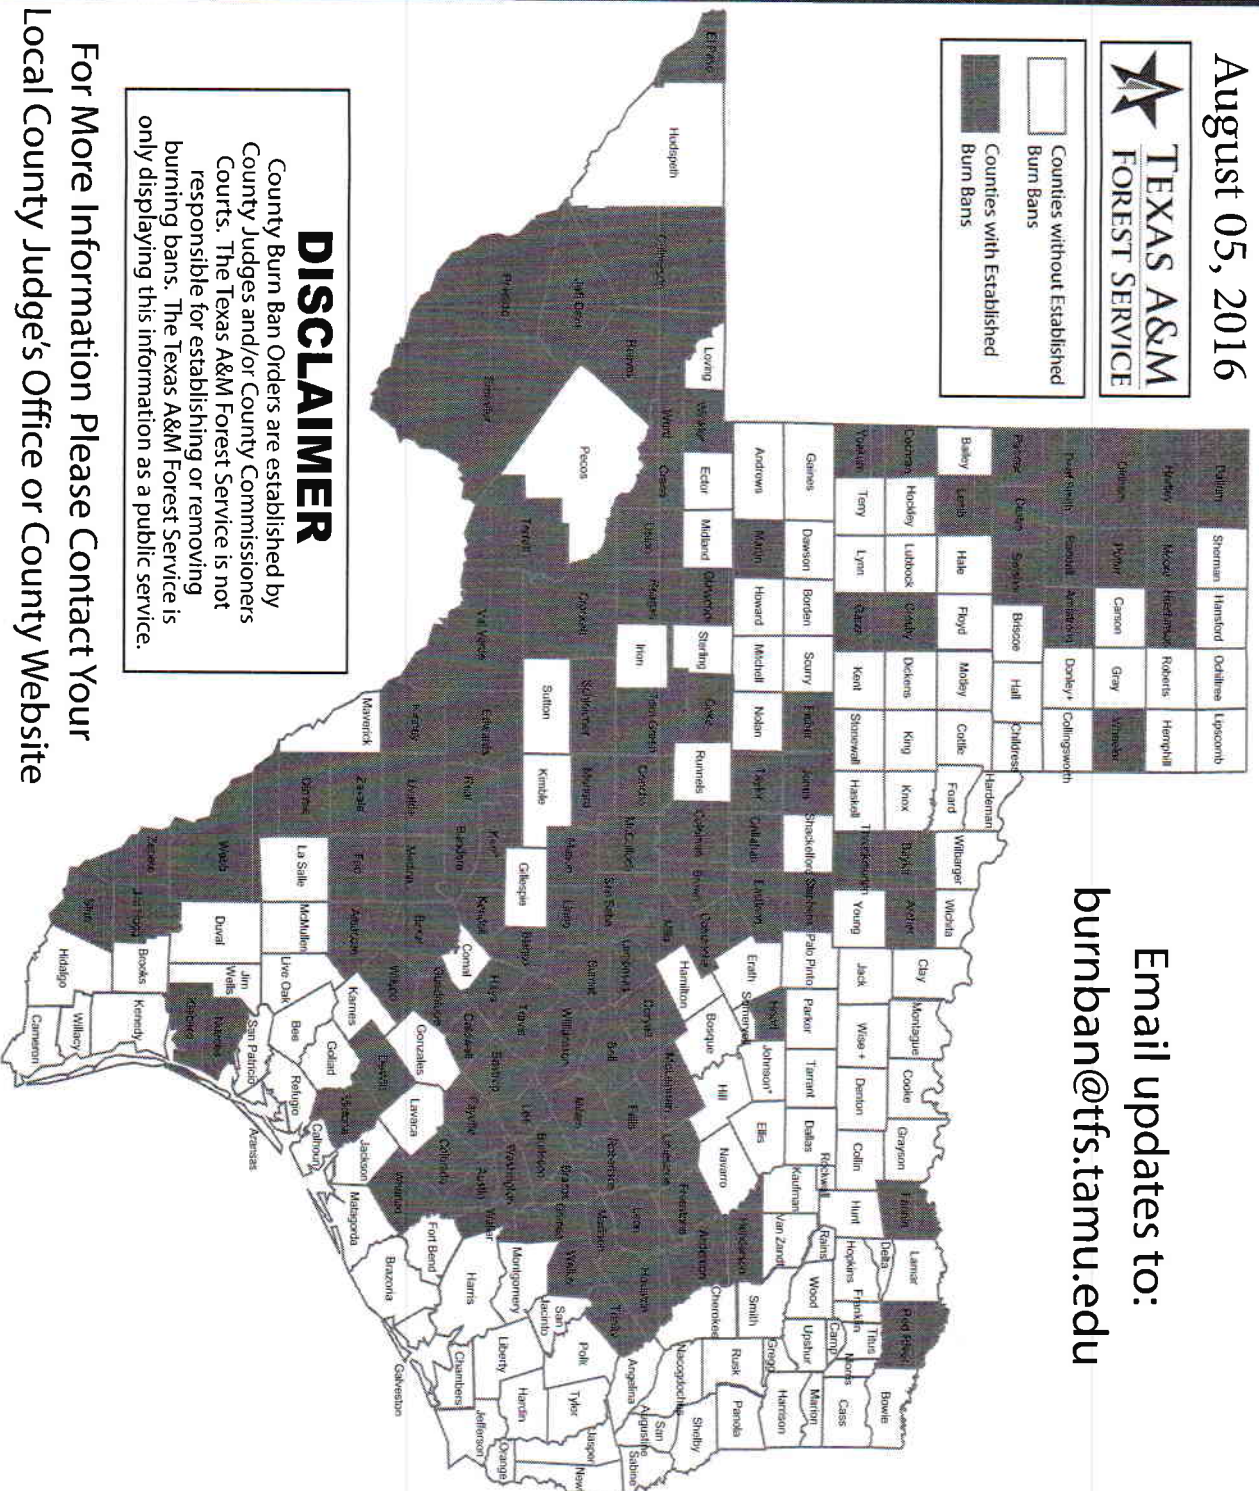 August 05, 2016
TEXAS A&M
FOREST SERVICE
Counties without Established
Burn Bans
Counties with Established
Burn Bans
Email updates to:
burnban@tfs.tamu.edu
Dallam Sherman Hansford Ochiltree Lipscomb
Hartley Moore Hutchinson Roberts Hemphill
Oldham Potter Carson Gray Wheeler
Deaf Smith Randall Armstrong Donley+ Collingsworth
Parmer Castro Swisher Briscoe Hall Childress
Hardeman
Bailey Lamb Hale Floyd Motley Cottle Foard Wilbarger Wichita
Clay Montague Cooke Grayson Fannin Lamar Red River Bowie
Cochran Hockley Lubbock Crosby Dickens King Knox Baylor Archer
Delta Titus
Franklin Morris
Yoakum Terry Lynn Garza Kent Stonewall Haskell Throckmorton Young Jack Wise+ Denton Collin Hunt Hopkins Camp Cass
Rockwall Rains Wood Upshur Marion
Gaines Dawson Borden Scurry Fisher Jones Shackelford Stephens Palo Pinto Parker Tarrant Dallas Kaufman Van Zandt Gregg Harrison
Andrews Martin Howard Mitchell Nolan Taylor Callahan Eastland Erath Hood Johnson* Ellis Henderson Smith Rusk Panola
Somervell
El Paso Loving Winkler Ector Midland Glasscock Sterling Coke Runnels Coleman Brown Comanche Bosque Hill Navarro Anderson Cherokee
Hudspeth Culberson Reeves Ward Crane Upton Reagan Irion Tom Green Concho McCulloch Mills Hamilton McLennan Limestone Freestone Nacogdoches Shelby
San Saba Lampasas Coryell Falls Leon Houston Angelina San Augustine Sabine
Jeff Davis Pecos Crockett Schleicher Menard Mason Llano Burnet Bell Robertson Madison Trinity
Presidio Brewster Terrell Sutton Kimble Gillespie Blanco Williamson Milam Brazos Grimes Walker San Jacinto Polk Tyler Jasper
Val Verde Edwards Real Kerr Kendall Hays Travis Lee Burleson Washington Montgomery Liberty Hardin
Bandera Comal Caldwell Bastrop Fayette Austin Waller Harris Orange
Kinney Uvalde Medina Bexar Guadalupe Gonzales Colorado Fort Bend Chambers Jefferson
Maverick Zavala Frio Atascosa Wilson Karnes DeWitt Lavaca Wharton Brazoria Galveston
Dimmit La Salle McMullen Live Oak Bee Goliad Victoria Jackson Matagorda
Refugio Calhoun
Webb Duval Jim Wells San Patricio Aransas
Nueces
Kleberg
Zapata Jim Hogg Brooks Kenedy
Starr Hidalgo Willacy
Cameron
DISCLAIMER
County Burn Ban Orders are established by
County Judges and/or County Commissioners
Courts. The Texas A&M Forest Service is not
responsible for establishing or removing
burning bans. The Texas A&M Forest Service is
only displaying this information as a public service.
For More Information Please Contact Your
Local County Judge's Office or County Website